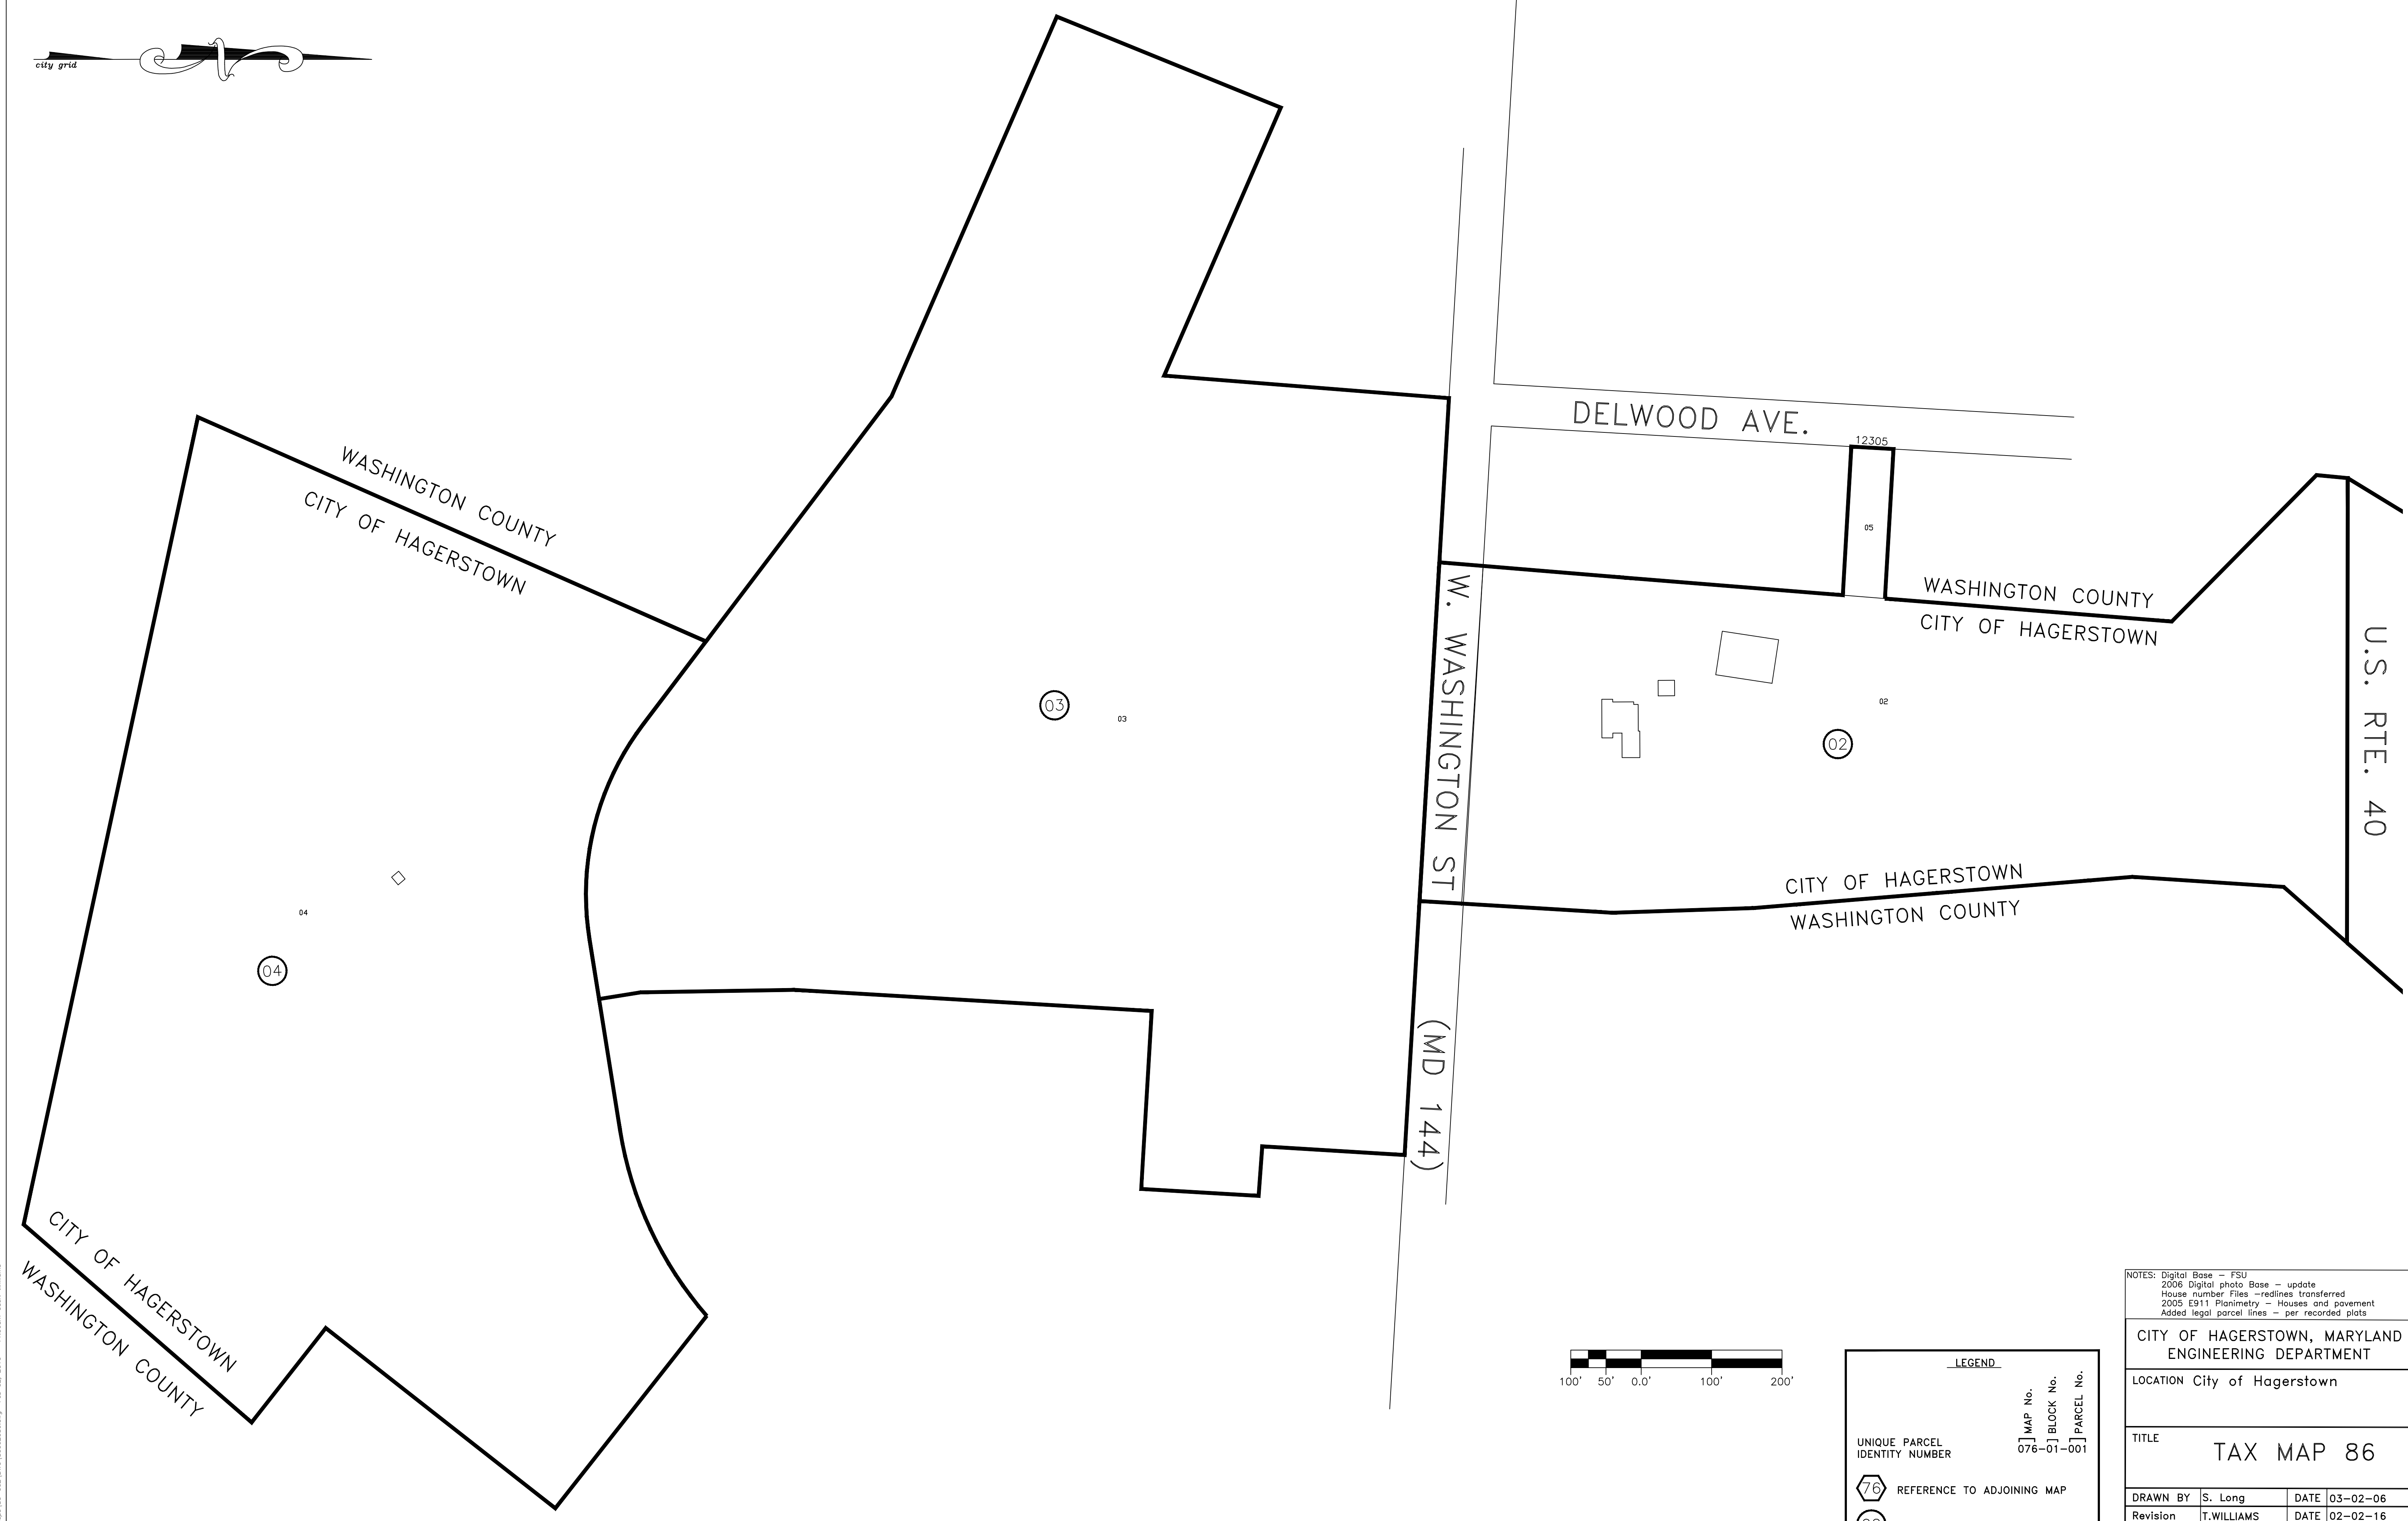 city grid
WASHINGTON COUNTY
CITY OF HAGERSTOWN
DELWOOD AVE.
12305
05
WASHINGTON COUNTY
CITY OF HAGERSTOWN
U.S. RTE. 40
W. WASHINGTON ST
(MD 144)
03
03
02
02
CITY OF HAGERSTOWN
WASHINGTON COUNTY
04
04
CITY OF HAGERSTOWN
WASHINGTON COUNTY
100' 50' 0.0' 100' 200'
LEGEND
] MAP No.
] BLOCK No.
] PARCEL No.
UNIQUE PARCEL
IDENTITY NUMBER
076-01-001
76 REFERENCE TO ADJOINING MAP
NOTES: Digital Base – FSU
2006 Digital photo Base – update
House number Files –redlines transferred
2005 E911 Planimetry – Houses and pavement
Added legal parcel lines – per recorded plats
CITY OF HAGERSTOWN, MARYLAND
ENGINEERING DEPARTMENT
LOCATION City of Hagerstown
TITLE
TAX MAP 86
DRAWN BY S. Long DATE 03-02-06
Revision T.WILLIAMS DATE 02-02-16